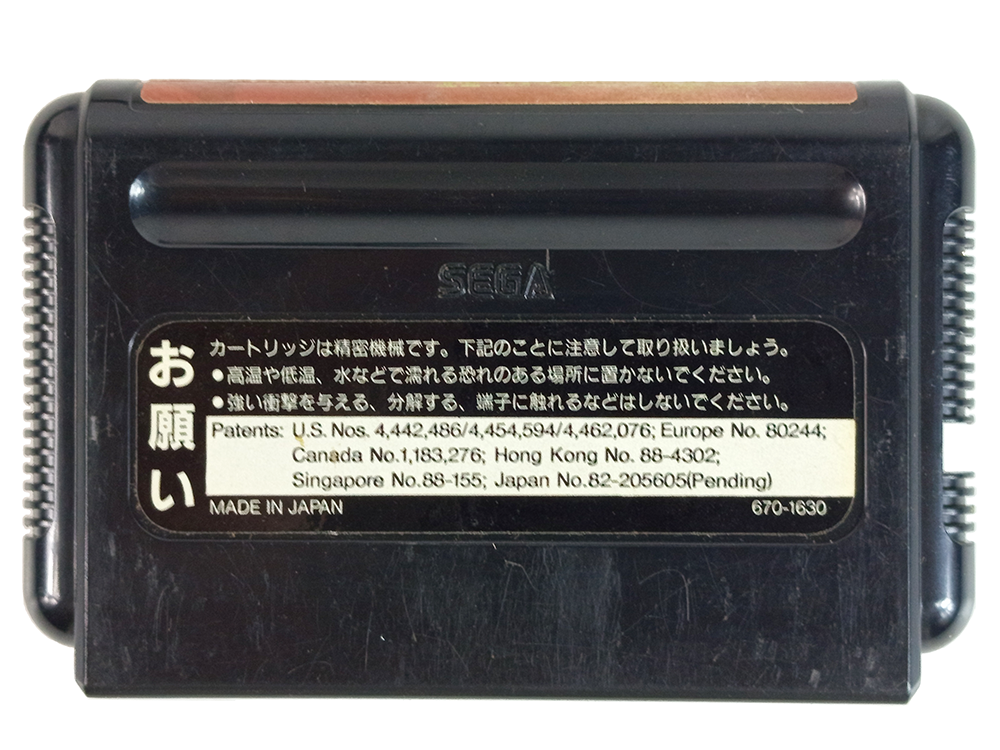 SEGA
お願い
カートリッジは精密機械です。下記のことに注意して取り扱いましょう。
●高温や低温、水などで濡れる恐れのある場所に置かないでください。
●強い衝撃を与える、分解する、端子に触れるなどはしないでください。
Patents: U.S. Nos. 4,442,486/4,454,594/4,462,076; Europe No. 80244;
Canada No.1,183,276; Hong Kong No. 88-4302;
Singapore No.88-155; Japan No.82-205605(Pending)
MADE IN JAPAN 670-1630